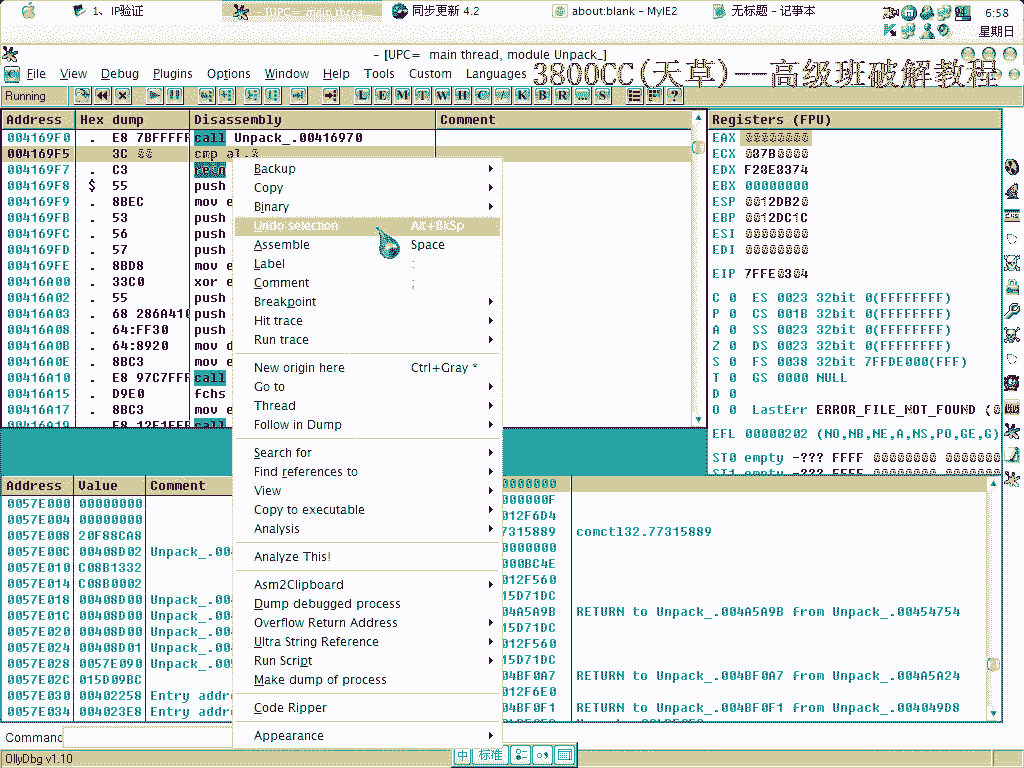 1、IP验证
- [UPC= main threa
同步更新 4.2
about:blank - MyIE2
无标题 - 记事本
6:58
星期日
- [UPC= main thread, module Unpack_]
File View Debug Plugins Options Window Help Tools Custom Languages
3800CC(天草)--高级班破解教程
Running
L E M T W H C / K B R ... S
Address Hex dump Disassembly Comment
004169F0 . E8 7BFFFFFF call Unpack_.00416970
004169F5 3C 00 cmp al,0
004169F7 . C3 retn
004169F8 $ 55 push
004169F9 . 8BEC mov e
004169FB . 53 push
004169FC . 56 push
004169FD . 57 push
004169FE . 8BD8 mov e
00416A00 . 33C0 xor e
00416A02 . 55 push
00416A03 . 68 286A410 push
00416A08 . 64:FF30 push
00416A0B . 64:8920 mov d
00416A0E . 8BC3 mov e
00416A10 . E8 97C7FFF call
00416A15 . D9E0 fchs
00416A17 . 8BC3 mov e
00416A19 . E8 12F1FFF call
Registers (FPU)
EAX 00000000
ECX 007B0000
EDX F28E8374
EBX 00000000
ESP 0012DB20
EBP 0012DC1C
ESI 00000000
EDI 00000000
EIP 7FFE0304
C 0 ES 0023 32bit 0(FFFFFFFF)
P 0 CS 001B 32bit 0(FFFFFFFF)
A 0 SS 0023 32bit 0(FFFFFFFF)
Z 0 DS 0023 32bit 0(FFFFFFFF)
S 0 FS 0038 32bit 7FFDE000(FFF)
T 0 GS 0000 NULL
D 0
O 0 LastErr ERROR_FILE_NOT_FOUND (0
EFL 00000202 (NO,NB,NE,A,NS,PO,GE,G)
ST0 empty -??? FFFF 00000000 00000000
ST1 empty -??? FFFF 00000000 00000000
Backup
Copy
Binary
Undo selection Alt+BkSp
Assemble Space
Label :
Comment ;
Breakpoint
Hit trace
Run trace
New origin here Ctrl+Gray *
Go to
Thread
Follow in Dump
Search for
Find references to
View
Copy to executable
Analysis
Analyze This!
Asm2Clipboard
Dump debugged process
Overflow Return Address
Ultra String Reference
Run Script
Make dump of process
Code Ripper
Appearance
Address Value Comment
0057E000 00000000
0057E004 00000000
0057E008 20F88CA8
0057E00C 00408D02 Unpack_.00
0057E010 C08B1332
0057E014 C08B0002
0057E018 00408D00 Unpack_.00
0057E01C 00408D00 Unpack_.00
0057E020 00408D00 Unpack_.00
0057E024 00408D01 Unpack_.00
0057E028 0057E090 Unpack_.00
0057E02C 015D09BC
0057E030 00402258 Entry addre
0057E034 004023E8 Entry addre
0000000
000000F
012F6D4
7315889 comctl32.77315889
0000000
000BC4E
012F560
15D71DC
04A5A9B RETURN to Unpack_.004A5A9B from Unpack_.00454754
15D71DC
012F560
15D71DC
04BF0A7 RETURN to Unpack_.004BF0A7 from Unpack_.004A5A24
012F6E0
04BF0F1 RETURN to Unpack_.004BF0F1 from Unpack_.004049D8
Command
中 标准
OllyDbg v1.10